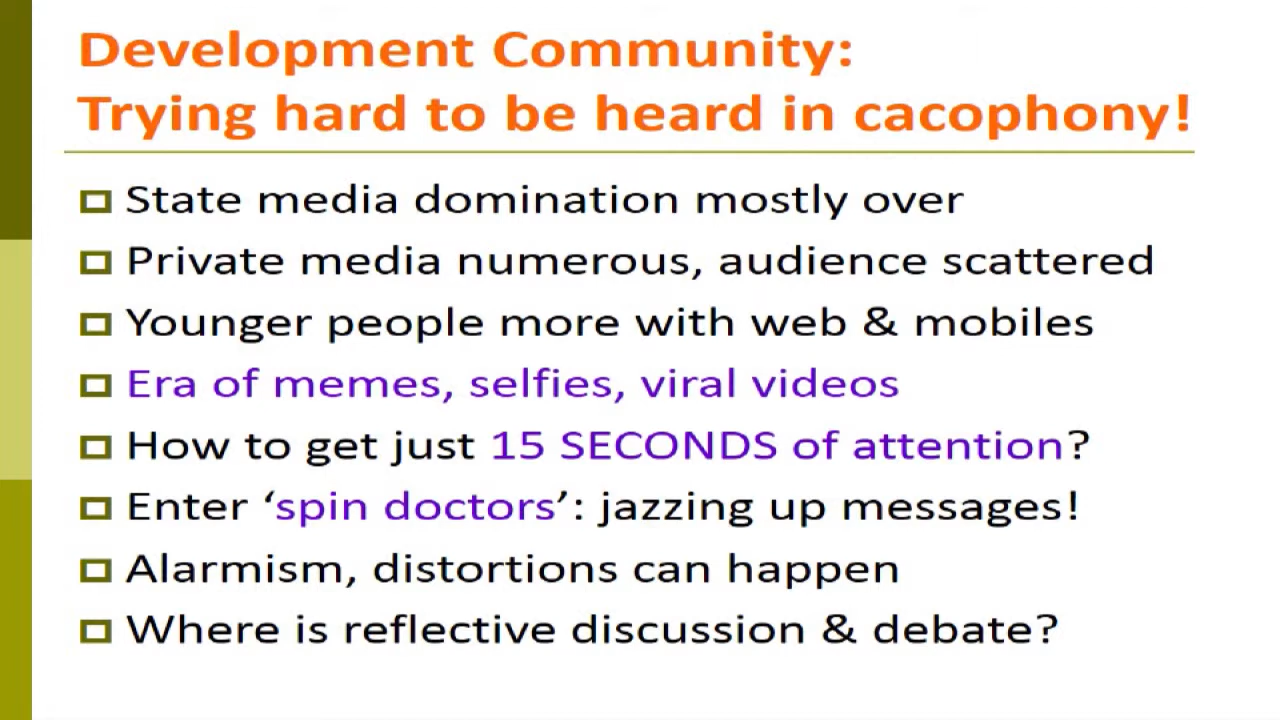 Development Community:
Trying hard to be heard in cacophony!
State media domination mostly over
Private media numerous, audience scattered
Younger people more with web & mobiles
Era of memes, selfies, viral videos
How to get just 15 SECONDS of attention?
Enter ‘spin doctors’: jazzing up messages!
Alarmism, distortions can happen
Where is reflective discussion & debate?